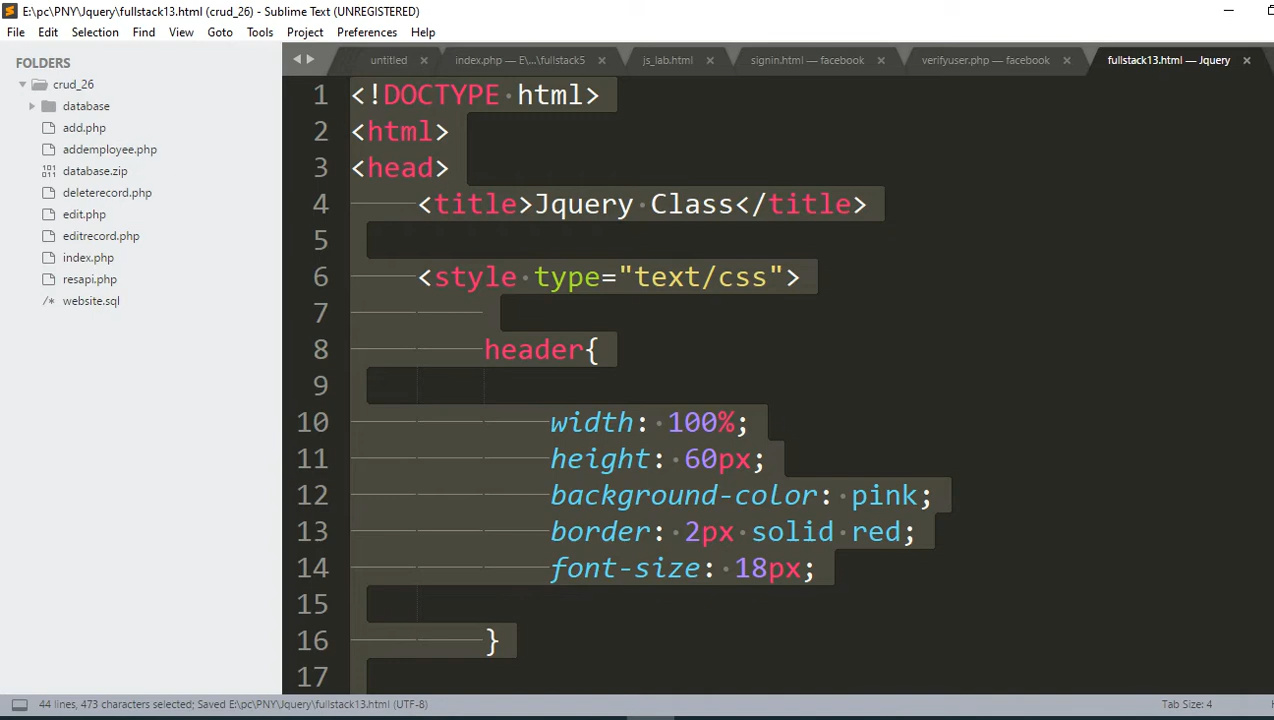 E:\pc\PNY\Jquery\fullstack13.html (crud_26) - Sublime Text (UNREGISTERED)
File Edit Selection Find View Goto Tools Project Preferences Help
FOLDERS
crud_26
database
add.php
addemployee.php
database.zip
deleterecord.php
edit.php
editrecord.php
index.php
resapi.php
/* website.sql
untitled index.php — E\...\fullstack5 js_lab.html signin.html — facebook verifyuser.php — facebook fullstack13.html — Jquery
1 <!DOCTYPE html>
2 <html>
3 <head>
4 <title>Jquery Class</title>
5
6 <style type="text/css">
7
8 header{
9
10 width: 100%;
11 height: 60px;
12 background-color: pink;
13 border: 2px solid red;
14 font-size: 18px;
15
16 }
17
44 lines, 473 characters selected; Saved E:\pc\PNY\Jquery\fullstack13.html (UTF-8) Tab Size: 4